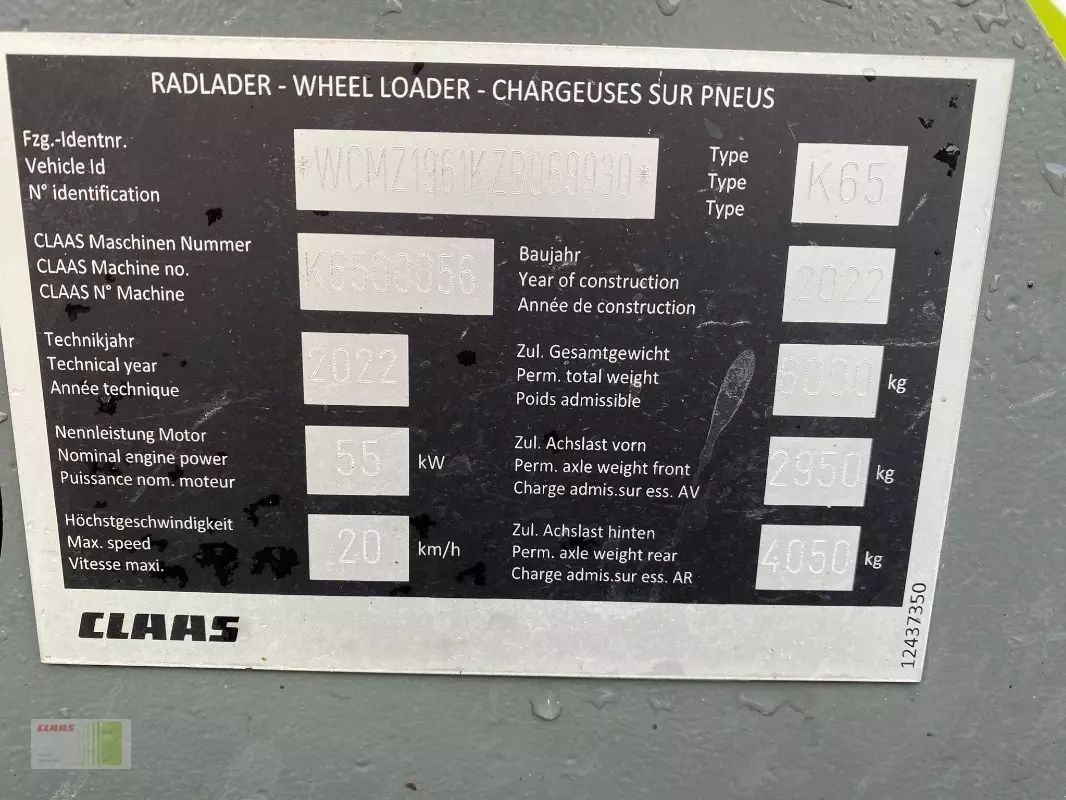 RADLADER - WHEEL LOADER - CHARGEUSES SUR PNEUS
Fzg.-Identnr.
Vehicle Id
N° identification
*WCMZ1961KZB069930*
Type
Type
Type
K65
CLAAS Maschinen Nummer
CLAAS Machine no.
CLAAS N° Machine
K6500056
Baujahr
Year of construction
Année de construction
2022
Technikjahr
Technical year
Année technique
2022
Zul. Gesamtgewicht
Perm. total weight
Poids admissible
6000 kg
Nennleistung Motor
Nominal engine power
Puissance nom. moteur
55 kW
Zul. Achslast vorn
Perm. axle weight front
Charge admis.sur ess. AV
2950 kg
Höchstgeschwindigkeit
Max. speed
Vitesse maxi.
20 km/h
Zul. Achslast hinten
Perm. axle weight rear
Charge admis.sur ess. AR
4050 kg
CLAAS
12437350
CLAAS